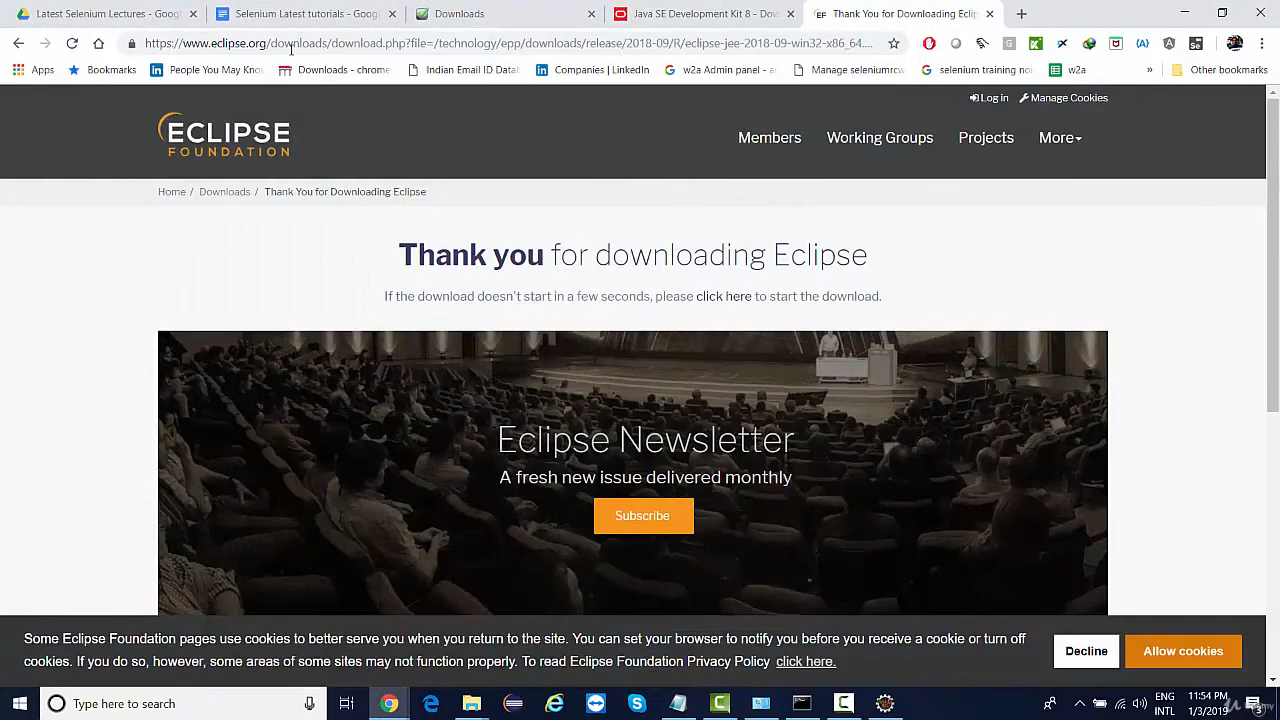 Latest Selenium Lectures - Googl
Selenium Latest tutorials - Goog
Downloads
Java SE Development Kit 8 - Dow
Thank You for Downloading Eclip
https://www.eclipse.org/downloads/download.php?file=/technology/epp/downloads/release/2018-09/R/eclipse-jee-2018-09-win32-x86_64....
Apps
Bookmarks
People You May Know
Downloads - chrome
Indian Email ID Data
Companies | LinkedIn
w2a Admin panel - a
Manage seleniumrcw
selenium training no
w2a
»
Other bookmarks
Log in
Manage Cookies
ECLIPSE
FOUNDATION
Members
Working Groups
Projects
More
Home / Downloads / Thank You for Downloading Eclipse
Thank you for downloading Eclipse
If the download doesn't start in a few seconds, please click here to start the download.
Eclipse Newsletter
A fresh new issue delivered monthly
Subscribe
Some Eclipse Foundation pages use cookies to better serve you when you return to the site. You can set your browser to notify you before you receive a cookie or turn off
cookies. If you do so, however, some areas of some sites may not function properly. To read Eclipse Foundation Privacy Policy click here.
Decline
Allow cookies
Type here to search
ENG
INTL
11:54 PM
1/3/2019